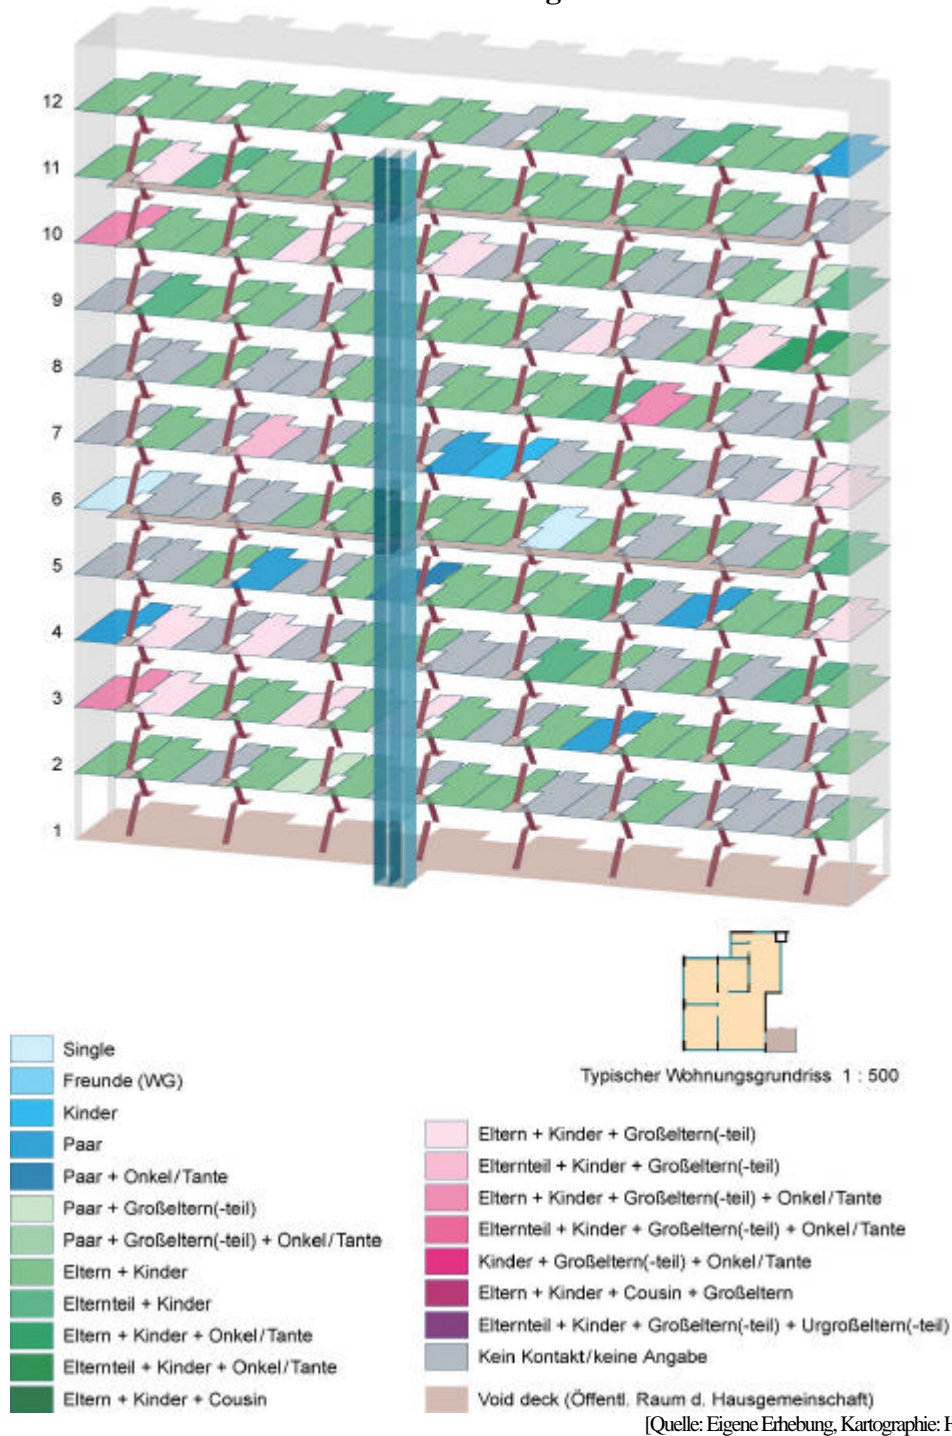 12
11
10
9
8
7
6
5
4
3
2
1
Typischer Wohnungsgrundriss 1 : 500
Single
Freunde (WG)
Kinder
Paar
Paar + Onkel/Tante
Paar + Großeltern(-teil)
Paar + Großeltern(-teil) + Onkel/Tante
Eltern + Kinder
Elternteil + Kinder
Eltern + Kinder + Onkel/Tante
Elternteil + Kinder + Onkel/Tante
Eltern + Kinder + Cousin
Eltern + Kinder + Großeltern(-teil)
Elternteil + Kinder + Großeltern(-teil)
Eltern + Kinder + Großeltern(-teil) + Onkel/Tante
Elternteil + Kinder + Großeltern(-teil) + Onkel/Tante
Kinder + Großeltern(-teil) + Onkel/Tante
Eltern + Kinder + Cousin + Großeltern
Elternteil + Kinder + Großeltern(-teil) + Urgroßeltern(-teil)
Kein Kontakt/keine Angabe
Void deck (Öffentl. Raum d. Hausgemeinschaft)
[Quelle: Eigene Erhebung, Kartographie: H